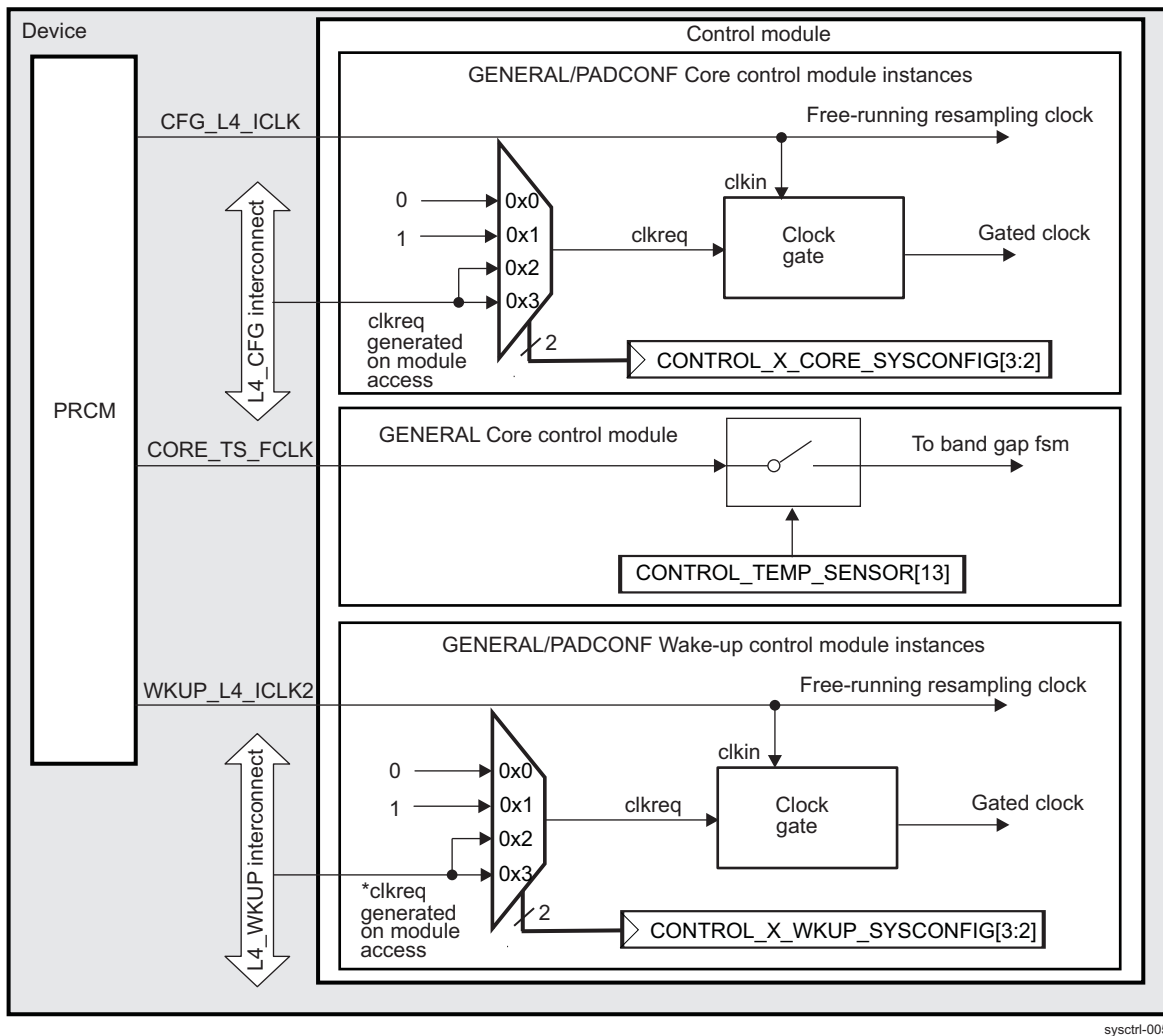 Device
Control module
GENERAL/PADCONF Core control module instances
CFG_L4_ICLK
Free-running resampling clock
clkin
L4_CFG interconnect
0
1
0x0
0x1
0x2
0x3
clkreq
Clock
gate
Gated clock
clkreq
generated
on module
access
2
CONTROL_X_CORE_SYSCONFIG[3:2]
PRCM
CORE_TS_FCLK
GENERAL Core control module
To band gap fsm
CONTROL_TEMP_SENSOR[13]
GENERAL/PADCONF Wake-up control module instances
WKUP_L4_ICLK2
Free-running resampling clock
clkin
L4_WKUP interconnect
0
1
0x0
0x1
0x2
0x3
clkreq
Clock
gate
Gated clock
*clkreq
generated
on module
access
2
CONTROL_X_WKUP_SYSCONFIG[3:2]
sysctrl-005